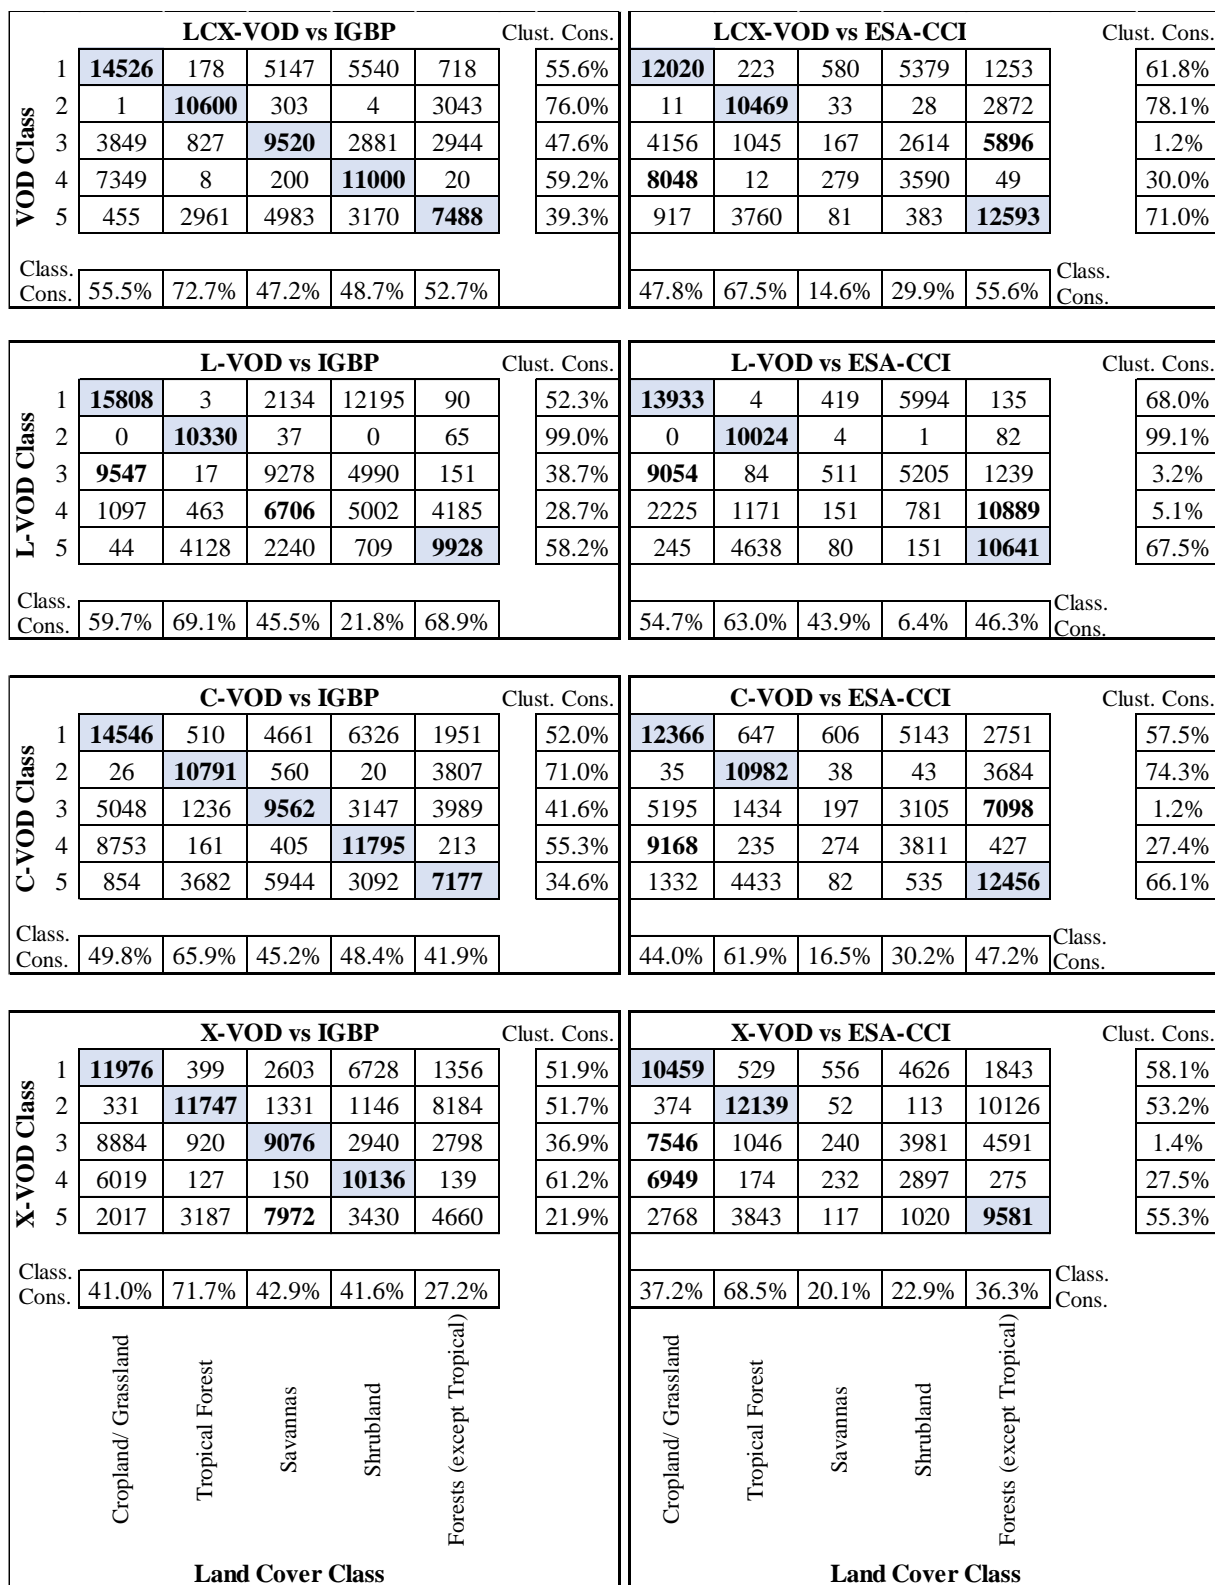 LCX-VOD vs IGBP Clust. Cons. LCX-VOD vs ESA-CCI Clust. Cons.
VOD Class
1 14526 178 5147 5540 718 55.6% 12020 223 580 5379 1253 61.8%
2 1 10600 303 4 3043 76.0% 11 10469 33 28 2872 78.1%
3 3849 827 9520 2881 2944 47.6% 4156 1045 167 2614 5896 1.2%
4 7349 8 200 11000 20 59.2% 8048 12 279 3590 49 30.0%
5 455 2961 4983 3170 7488 39.3% 917 3760 81 383 12593 71.0%
Class. Class.
Cons. 55.5% 72.7% 47.2% 48.7% 52.7% 47.8% 67.5% 14.6% 29.9% 55.6% Cons.
L-VOD vs IGBP Clust. Cons. L-VOD vs ESA-CCI Clust. Cons.
L-VOD Class
1 15808 3 2134 12195 90 52.3% 13933 4 419 5994 135 68.0%
2 0 10330 37 0 65 99.0% 0 10024 4 1 82 99.1%
3 9547 17 9278 4990 151 38.7% 9054 84 511 5205 1239 3.2%
4 1097 463 6706 5002 4185 28.7% 2225 1171 151 781 10889 5.1%
5 44 4128 2240 709 9928 58.2% 245 4638 80 151 10641 67.5%
Class. Class.
Cons. 59.7% 69.1% 45.5% 21.8% 68.9% 54.7% 63.0% 43.9% 6.4% 46.3% Cons.
C-VOD vs IGBP Clust. Cons. C-VOD vs ESA-CCI Clust. Cons.
C-VOD Class
1 14546 510 4661 6326 1951 52.0% 12366 647 606 5143 2751 57.5%
2 26 10791 560 20 3807 71.0% 35 10982 38 43 3684 74.3%
3 5048 1236 9562 3147 3989 41.6% 5195 1434 197 3105 7098 1.2%
4 8753 161 405 11795 213 55.3% 9168 235 274 3811 427 27.4%
5 854 3682 5944 3092 7177 34.6% 1332 4433 82 535 12456 66.1%
Class. Class.
Cons. 49.8% 65.9% 45.2% 48.4% 41.9% 44.0% 61.9% 16.5% 30.2% 47.2% Cons.
X-VOD vs IGBP Clust. Cons. X-VOD vs ESA-CCI Clust. Cons.
X-VOD Class
1 11976 399 2603 6728 1356 51.9% 10459 529 556 4626 1843 58.1%
2 331 11747 1331 1146 8184 51.7% 374 12139 52 113 10126 53.2%
3 8884 920 9076 2940 2798 36.9% 7546 1046 240 3981 4591 1.4%
4 6019 127 150 10136 139 61.2% 6949 174 232 2897 275 27.5%
5 2017 3187 7972 3430 4660 21.9% 2768 3843 117 1020 9581 55.3%
Class. Class.
Cons. 41.0% 71.7% 42.9% 41.6% 27.2% 37.2% 68.5% 20.1% 22.9% 36.3% Cons.
Cropland/ Grassland
Tropical Forest
Savannas
Shrubland
Forests (except Tropical)
Cropland/ Grassland
Tropical Forest
Savannas
Shrubland
Forests (except Tropical)
Land Cover Class Land Cover Class